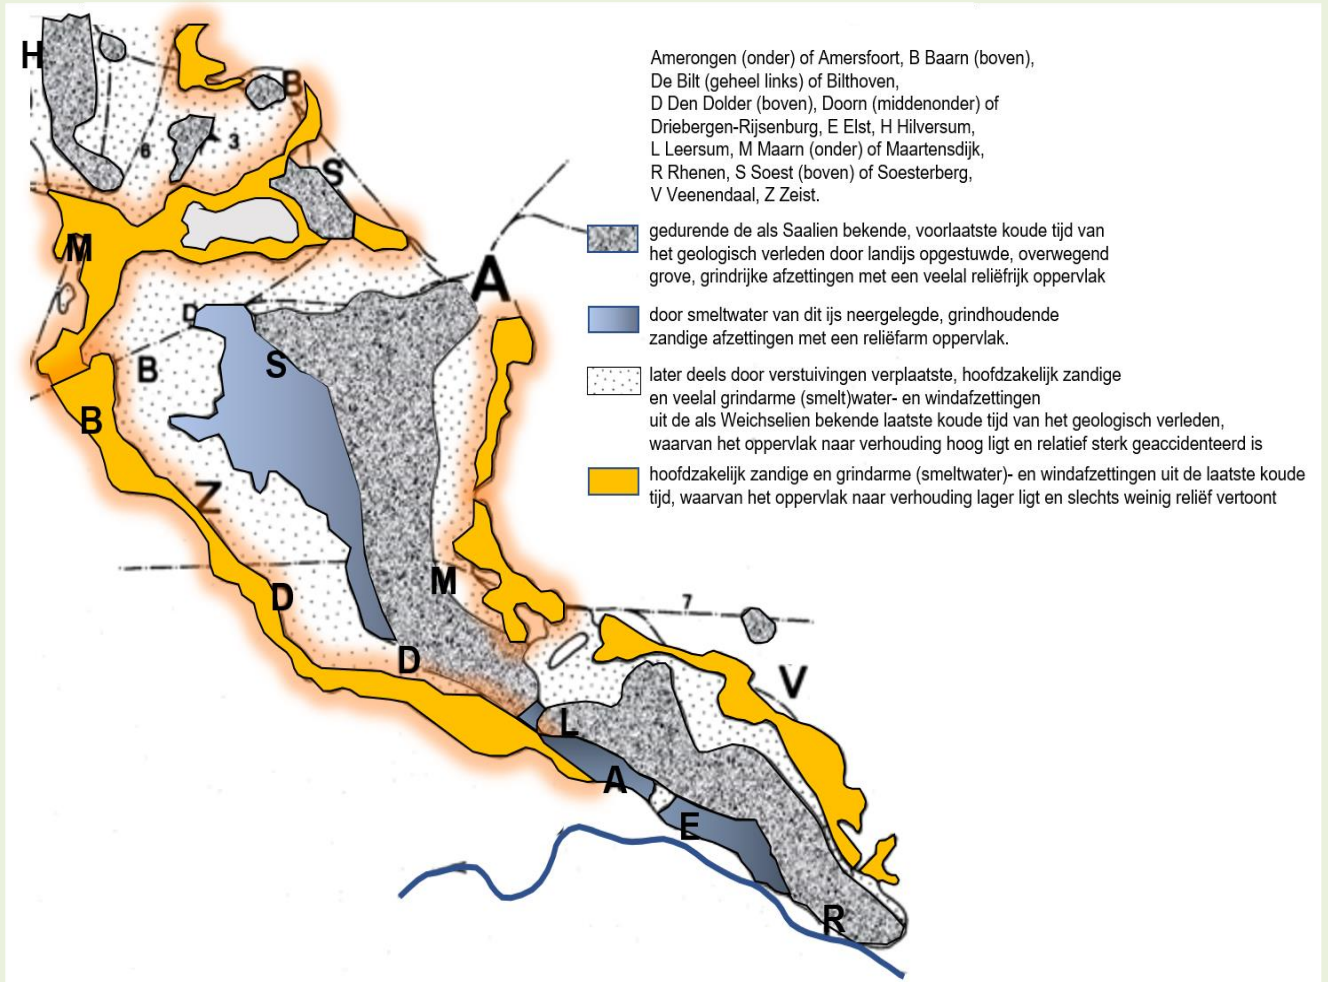 H
B
6
3
S
M
A
D
B
S
B
Z
D
M
D
7
V
L
A
E
R
Amerongen (onder) of Amersfoort, B Baarn (boven),
De Bilt (geheel links) of Bilthoven,
D Den Dolder (boven), Doorn (middenonder) of
Driebergen-Rijsenburg, E Elst, H Hilversum,
L Leersum, M Maarn (onder) of Maartensdijk,
R Rhenen, S Soest (boven) of Soesterberg,
V Veenendaal, Z Zeist.
gedurende de als Saalien bekende, voorlaatste koude tijd van
het geologisch verleden door landijs opgestuwde, overwegend
grove, grindrijke afzettingen met een veelal reliëfrijk oppervlak
door smeltwater van dit ijs neergelegde, grindhoudende
zandige afzettingen met een reliëfarm oppervlak.
later deels door verstuivingen verplaatste, hoofdzakelijk zandige
en veelal grindarme (smelt)water- en windafzettingen
uit de als Weichselien bekende laatste koude tijd van het geologisch verleden,
waarvan het oppervlak naar verhouding hoog ligt en relatief sterk geaccidenteerd is
hoofdzakelijk zandige en grindarme (smeltwater)- en windafzettingen uit de laatste koude
tijd, waarvan het oppervlak naar verhouding lager ligt en slechts weinig reliëf vertoont